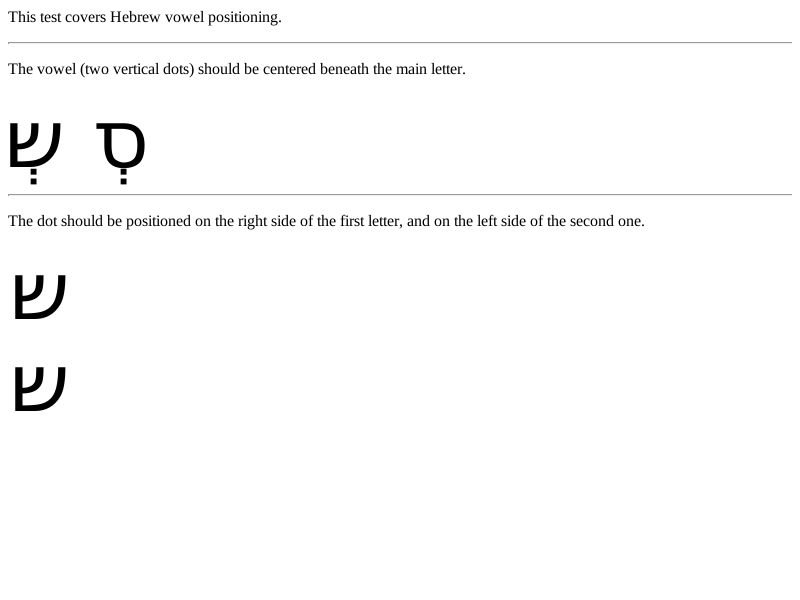 This test covers Hebrew vowel positioning.
The vowel (two vertical dots) should be centered beneath the main letter.
סְ שְ
The dot should be positioned on the right side of the first letter, and on the left side of the second one.
ש
ש